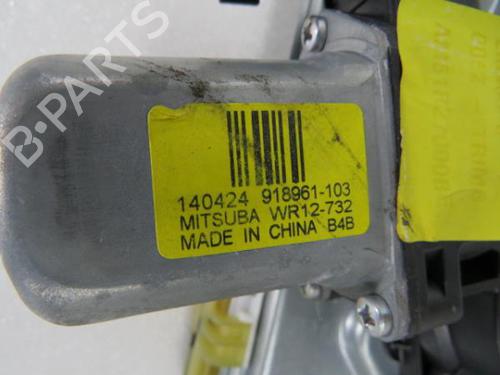 B-PARTS
140424 918961-103
MITSUBA WR12-732
MADE IN CHINA B4B